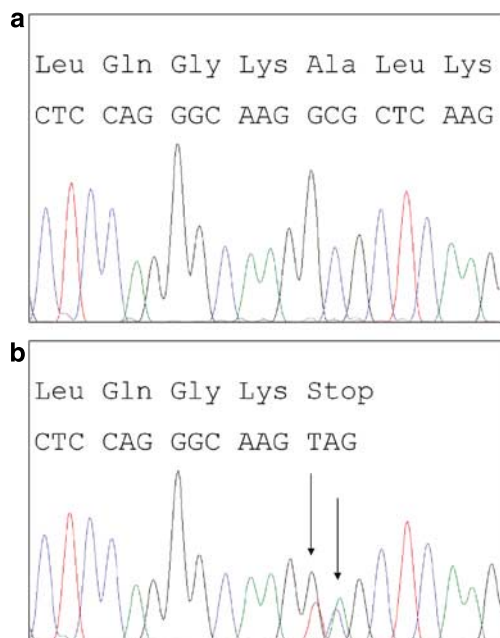 a
Leu Gln Gly Lys Ala Leu Lys
CTC CAG GGC AAG GCG CTC AAG
b
Leu Gln Gly Lys Stop
CTC CAG GGC AAG TAG